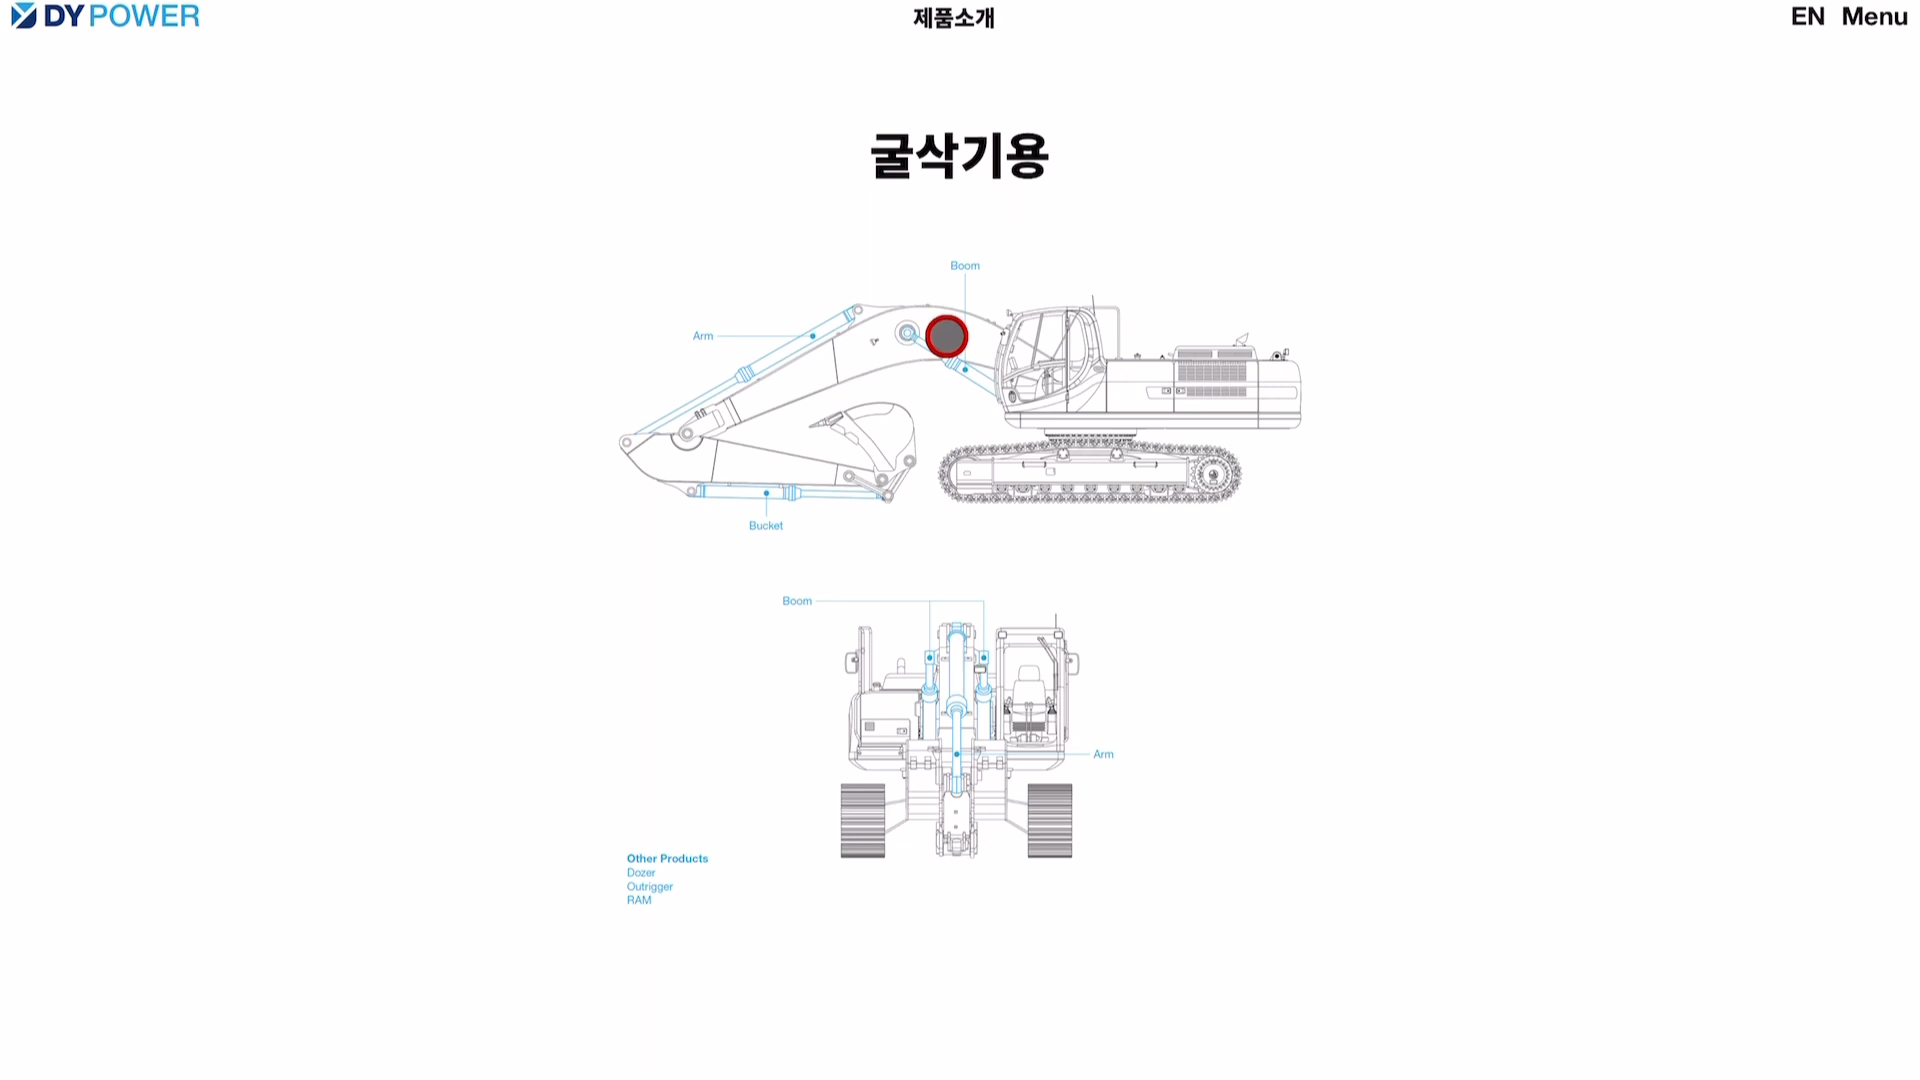 DY POWER
제품소개
EN Menu
굴삭기용
Boom
Arm
Bucket
Boom
Arm
Other Products
Dozer
Outrigger
RAM